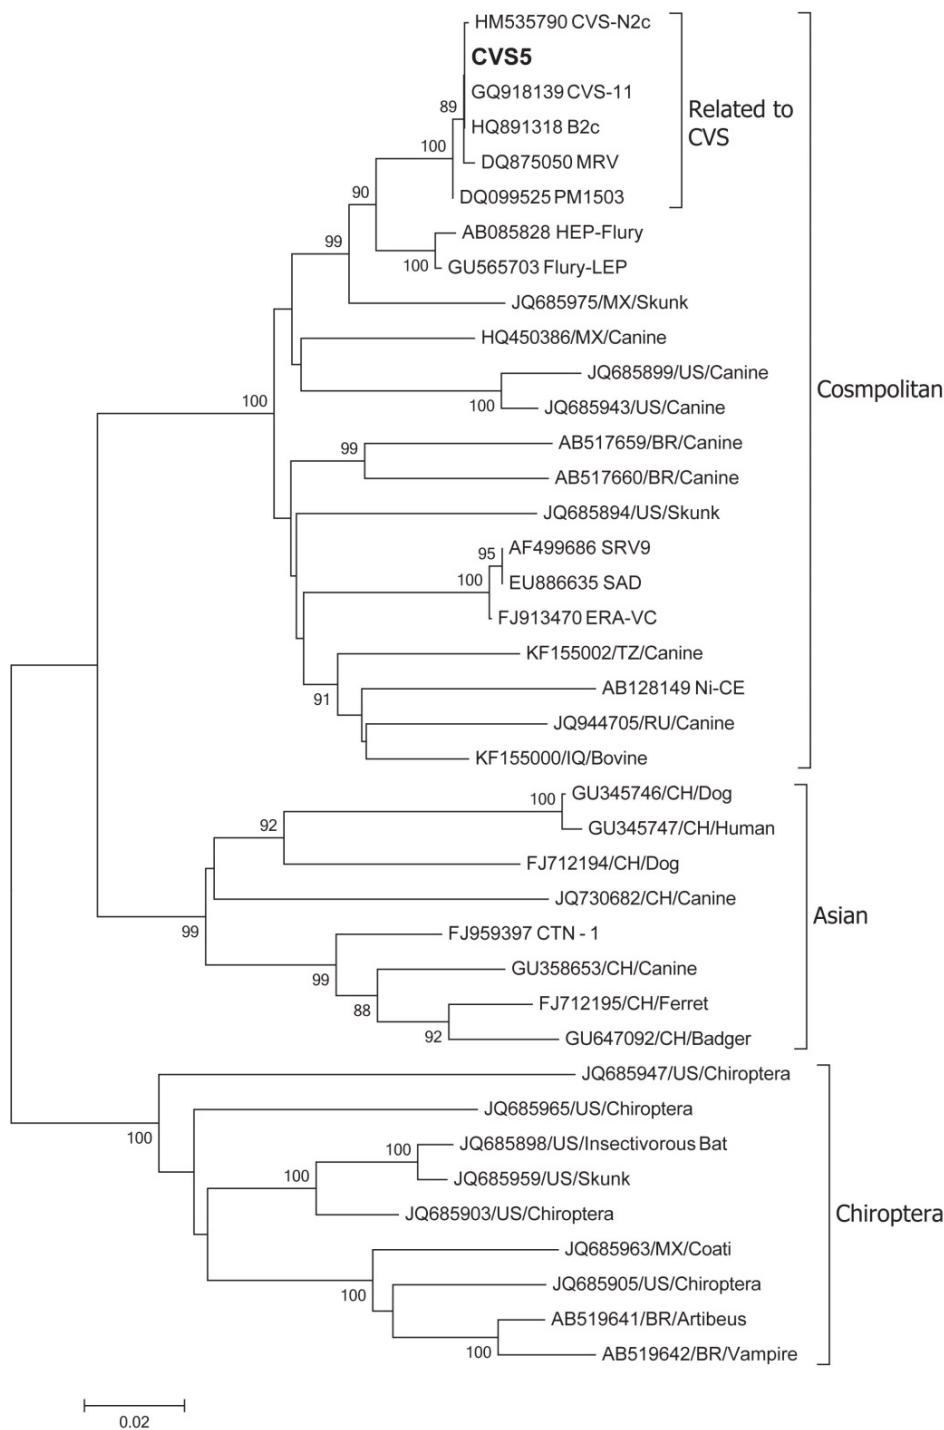 HM535790 CVS-N2c
CVS5
GQ918139 CVS-11
89
HQ891318 B2c
Related to
CVS
100
DQ875050 MRV
90
DQ099525 PM1503
99
AB085828 HEP-Flury
100
GU565703 Flury-LEP
JQ685975/MX/Skunk
HQ450386/MX/Canine
JQ685899/US/Canine
Cosmpolitan
100
100
JQ685943/US/Canine
99
AB517659/BR/Canine
AB517660/BR/Canine
JQ685894/US/Skunk
95
AF499686 SRV9
100
EU886635 SAD
FJ913470 ERA-VC
KF155002/TZ/Canine
91
AB128149 Ni-CE
JQ944705/RU/Canine
KF155000/IQ/Bovine
100
GU345746/CH/Dog
92
GU345747/CH/Human
FJ712194/CH/Dog
JQ730682/CH/Canine
Asian
99
FJ959397 CTN - 1
99
GU358653/CH/Canine
88
FJ712195/CH/Ferret
92
GU647092/CH/Badger
JQ685947/US/Chiroptera
JQ685965/US/Chiroptera
100
100
JQ685898/US/Insectivorous Bat
100
JQ685959/US/Skunk
JQ685903/US/Chiroptera
Chiroptera
JQ685963/MX/Coati
100
JQ685905/US/Chiroptera
AB519641/BR/Artibeus
100
AB519642/BR/Vampire
0.02